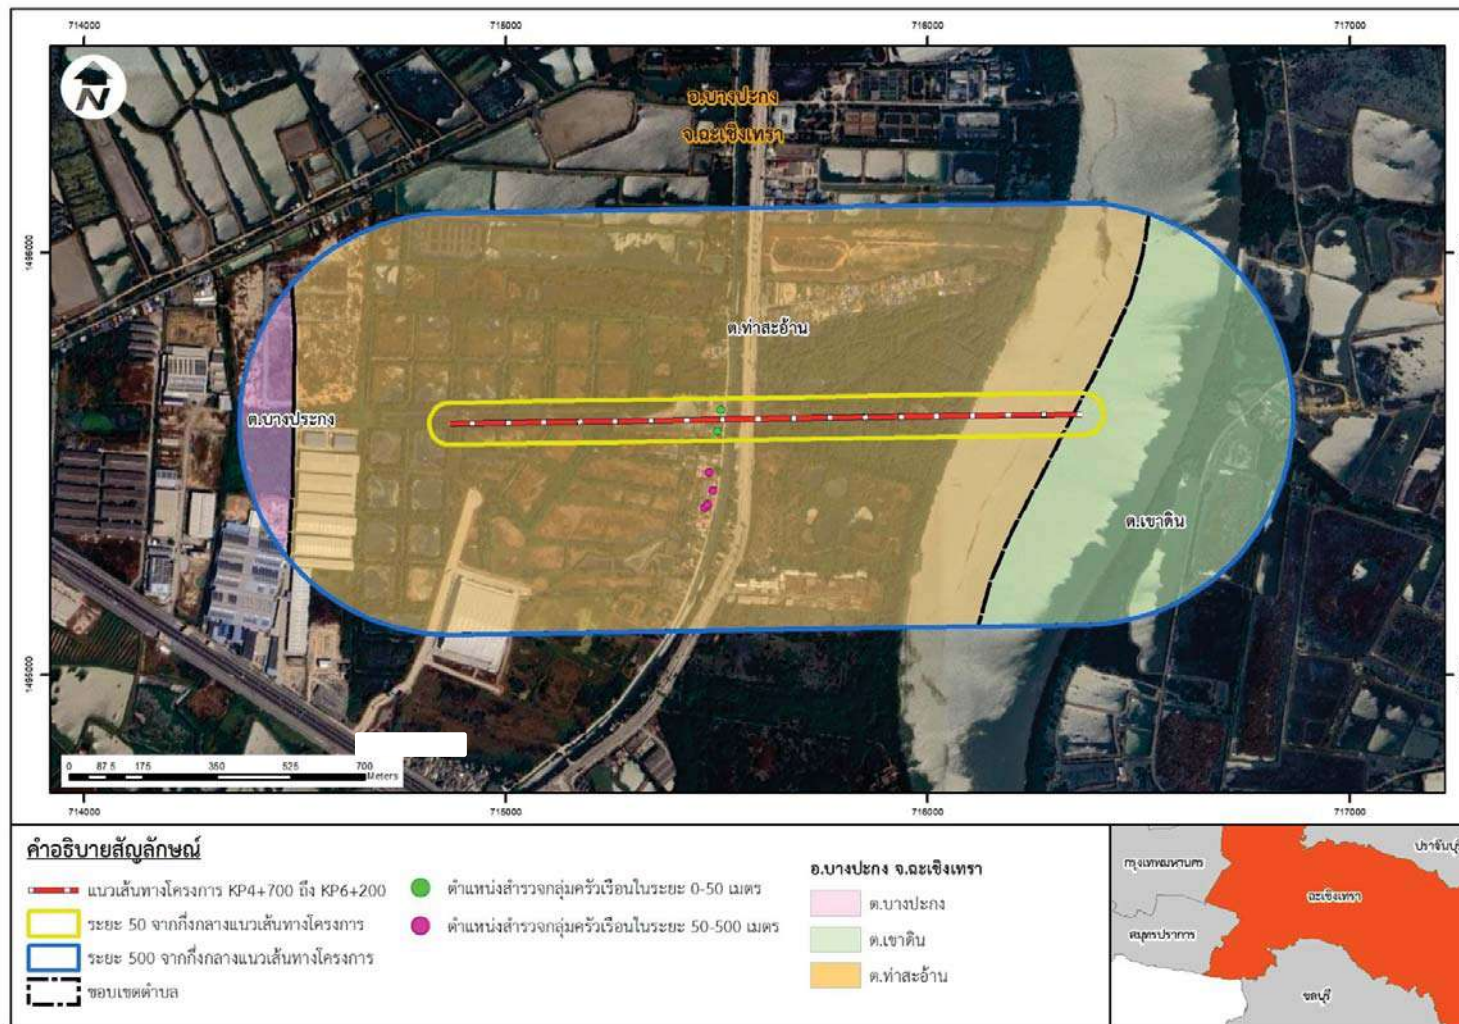 714000 715000 716000 717000
N
อ.บางปะกง
จ.ฉะเชิงเทรา
1496000
ต.ท่าสะอ้าน
ต.บางประกง
ต.เขาดิน
1495000
0 87.5 175 350 525 700
Meters
714000 715000 716000 717000
คำอธิบายสัญลักษณ์
แนวเส้นทางโครงการ KP4+700 ถึง KP6+200
ระยะ 50 จากกึ่งกลางแนวเส้นทางโครงการ
ระยะ 500 จากกึ่งกลางแนวเส้นทางโครงการ
ขอบเขตตำบล
ตำแหน่งสำรวจกลุ่มครัวเรือนในระยะ 0-50 เมตร
ตำแหน่งสำรวจกลุ่มครัวเรือนในระยะ 50-500 เมตร
อ.บางปะกง จ.ฉะเชิงเทรา
ต.บางปะกง
ต.เขาดิน
ต.ท่าสะอ้าน
ปราจีนบุรี
กรุงเทพมหานคร
ฉะเชิงเทรา
สมุทรปราการ
ชลบุรี